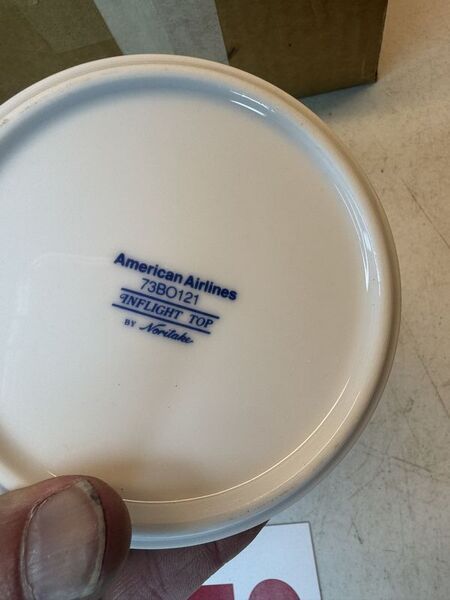 American Airlines
73BO121
INFLIGHT TOP
BY Noritake